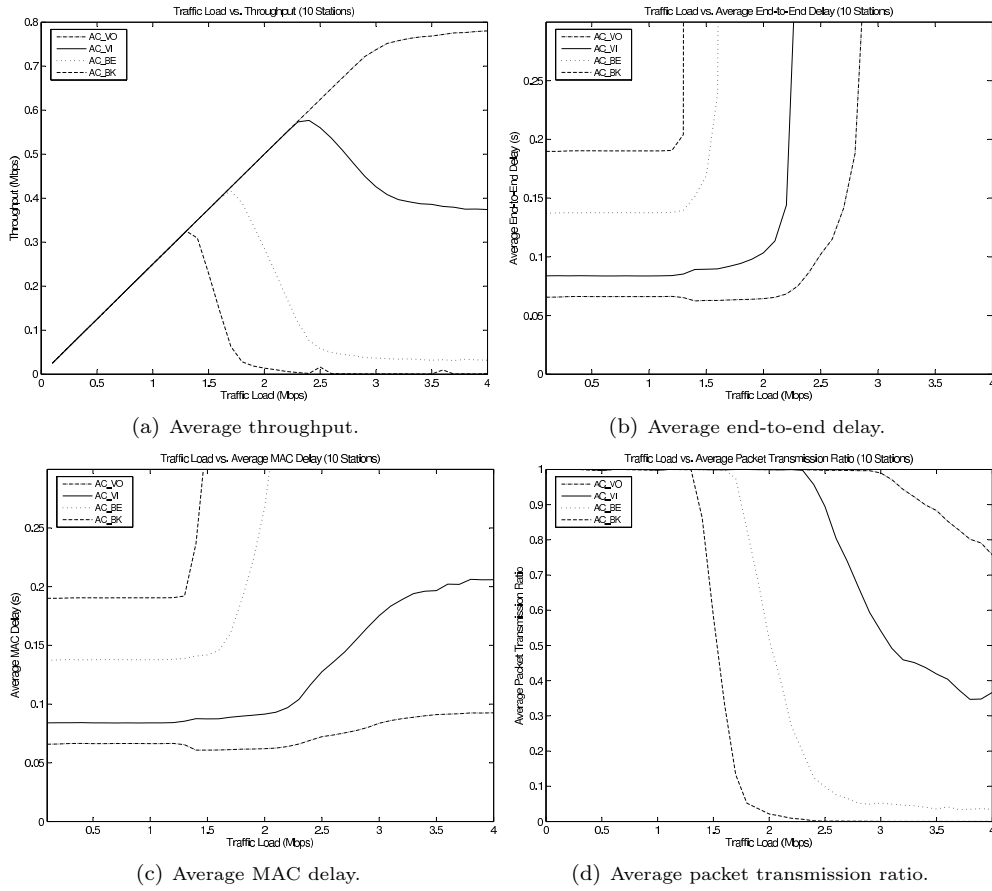 Traffic Load vs. Throughput (10 Stations)
0.8
0.7
0.6
0.5
0.4
0.3
0.2
0.1
0
Throughput (Mbps)
AC_VO
AC_VI
AC_BE
AC_BK
0 0.5 1 1.5 2 2.5 3 3.5 4
Traffic Load (Mbps)
(a) Average throughput.
Traffic Load vs. Average End-to-End Delay (10 Stations)
0.25
0.2
0.15
0.1
0.05
0
Average End-to-End Delay (s)
AC_VO
AC_VI
AC_BE
AC_BK
0.5 1 1.5 2 2.5 3 3.5 4
Traffic Load (Mbps)
(b) Average end-to-end delay.
Traffic Load vs. Average MAC Delay (10 Stations)
0.25
0.2
0.15
0.1
0.05
0
Average MAC Delay (s)
AC_VO
AC_VI
AC_BE
AC_BK
0.5 1 1.5 2 2.5 3 3.5 4
Traffic Load (Mbps)
(c) Average MAC delay.
Traffic Load vs. Average Packet Transmission Ratio (10 Stations)
1
0.9
0.8
0.7
0.6
0.5
0.4
0.3
0.2
0.1
0
Average Packet Transmission Ratio
AC_VO
AC_VI
AC_BE
AC_BK
0 0.5 1 1.5 2 2.5 3 3.5 4
Traffic Load (Mbps)
(d) Average packet transmission ratio.